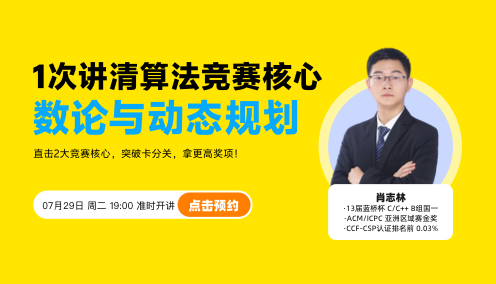 1次讲清算法竞赛核心
数论与动态规划
直击2大竞赛核心，突破卡分关，拿更高奖项！
07月29日 周二 19:00 准时开讲 点击预约
肖志林
·13届蓝桥杯 C/C++ B组国一
·ACM/ICPC 亚洲区域赛金奖
·CCF-CSP认证排名前 0.03%